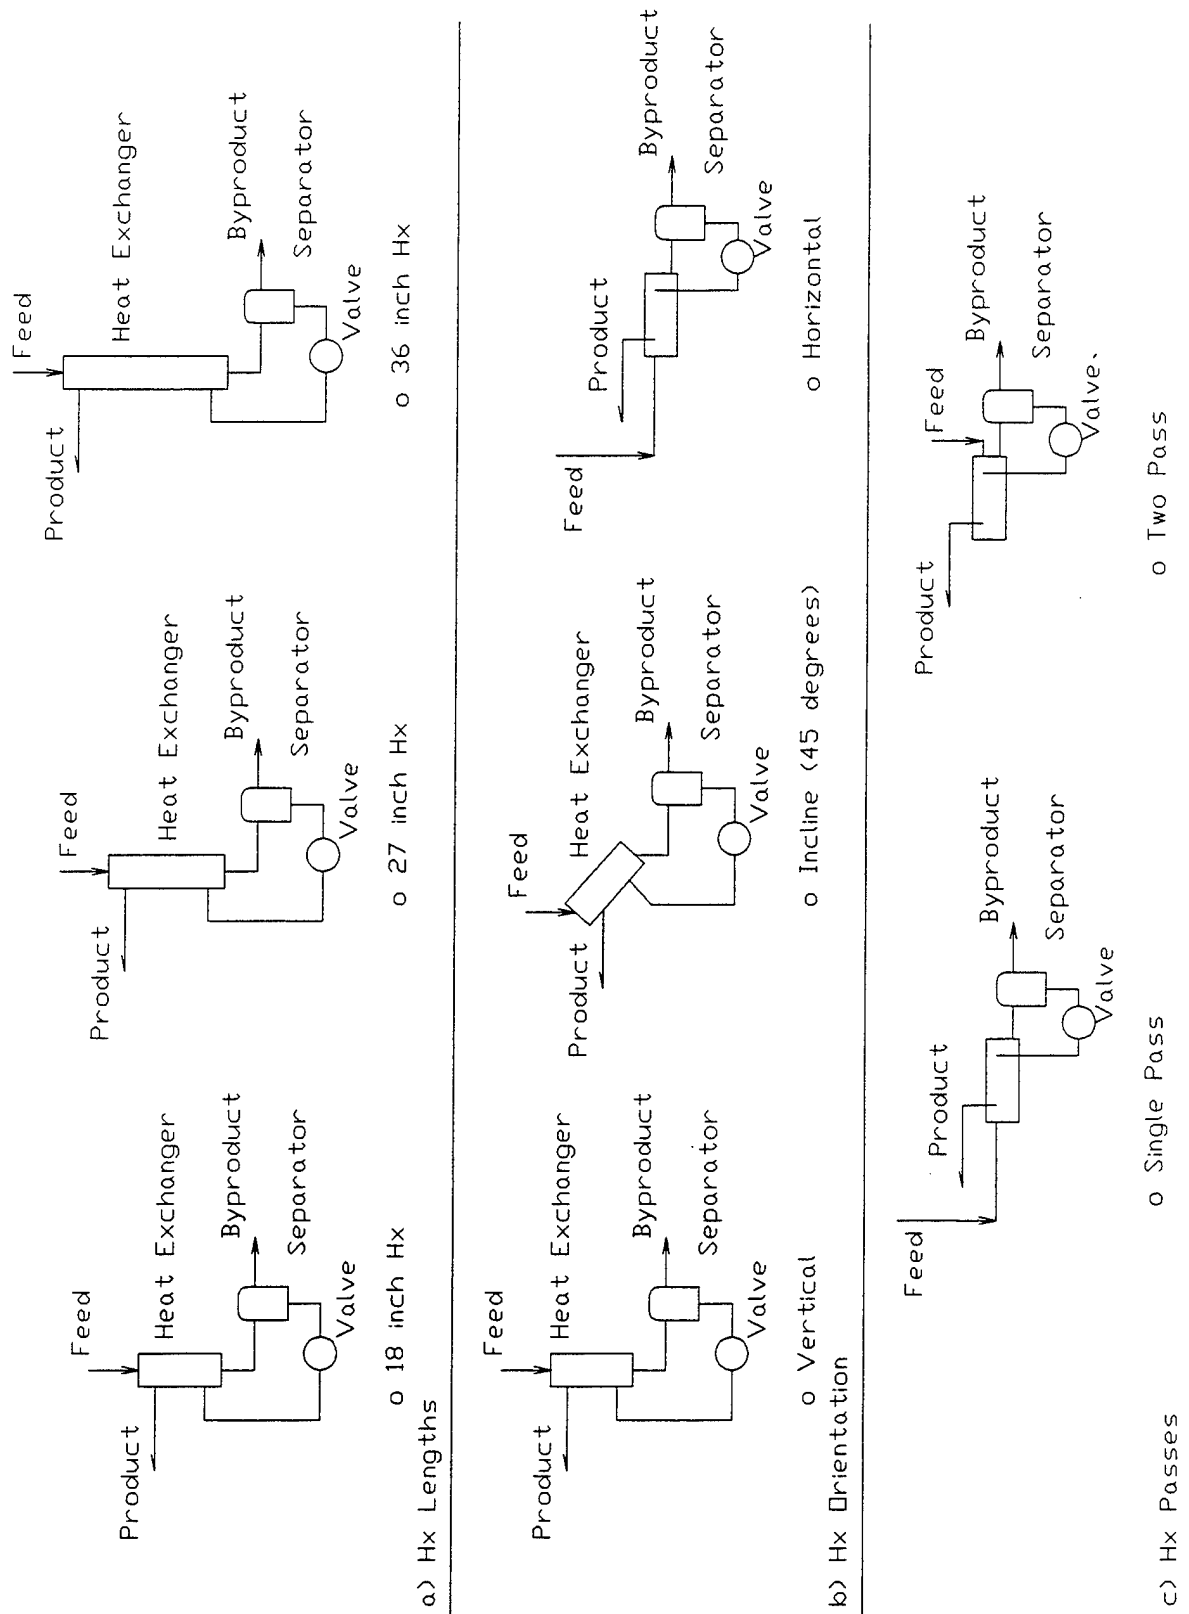 Feed
Heat Exchanger
Product
Byproduct
Separator
Valve
o 18 inch Hx
Feed
Heat Exchanger
Product
Byproduct
Separator
Valve
o 27 inch Hx
Feed
Heat Exchanger
Product
Byproduct
Separator
Valve
o 36 inch Hx
a) Hx Lengths
Feed
Heat Exchanger
Product
Byproduct
Separator
Valve
o Vertical
Feed
Heat Exchanger
Product
Byproduct
Separator
Valve
o Incline (45 degrees)
Feed
Product
Byproduct
Separator
Valve
o Horizontal
b) Hx Orientation
Feed
Product
Byproduct
Separator
Valve
o Single Pass
Feed
Product
Byproduct
Separator
Valve.
o Two Pass
c) Hx Passes